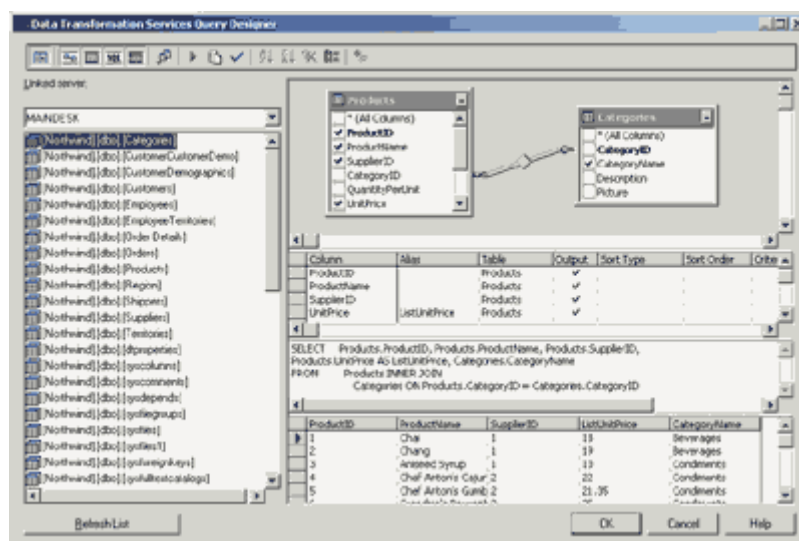 Data Transformation Services Query Designer
Linked server:
MAINDESK
[Northwind].[dbo].[Categories]
[Northwind].[dbo].[CustomerCustomerDemo]
[Northwind].[dbo].[CustomerDemographics]
[Northwind].[dbo].[Customers]
[Northwind].[dbo].[Employees]
[Northwind].[dbo].[EmployeeTerritories]
[Northwind].[dbo].[Order Details]
[Northwind].[dbo].[Orders]
[Northwind].[dbo].[Products]
[Northwind].[dbo].[Region]
[Northwind].[dbo].[Shippers]
[Northwind].[dbo].[Suppliers]
[Northwind].[dbo].[Territories]
[Northwind].[dbo].[dtproperties]
[Northwind].[dbo].[syscolumns]
[Northwind].[dbo].[syscomments]
[Northwind].[dbo].[sysdepends]
[Northwind].[dbo].[sysfilegroups]
[Northwind].[dbo].[sysfiles]
[Northwind].[dbo].[sysfiles1]
[Northwind].[dbo].[sysforeignkeys]
[Northwind].[dbo].[sysfulltextcatalogs]
Refresh List
Products
* (All Columns)
ProductID
ProductName
SupplierID
CategoryID
QuantityPerUnit
UnitPrice
Categories
* (All Columns)
CategoryID
CategoryName
Description
Picture
Column Alias Table Output Sort Type Sort Order Criter
ProductID Products
ProductName Products
SupplierID Products
UnitPrice ListUnitPrice Products
SELECT Products.ProductID, Products.ProductName, Products.SupplierID,
Products.UnitPrice AS ListUnitPrice, Categories.CategoryName
FROM Products INNER JOIN
Categories ON Products.CategoryID = Categories.CategoryID
ProductID ProductName SupplierID ListUnitPrice CategoryName
1 Chai 1 18 Beverages
2 Chang 1 19 Beverages
3 Aniseed Syrup 1 10 Condiments
4 Chef Anton's Cajur 2 22 Condiments
5 Chef Anton's Gumb 2 21.35 Condiments
OK Cancel Help